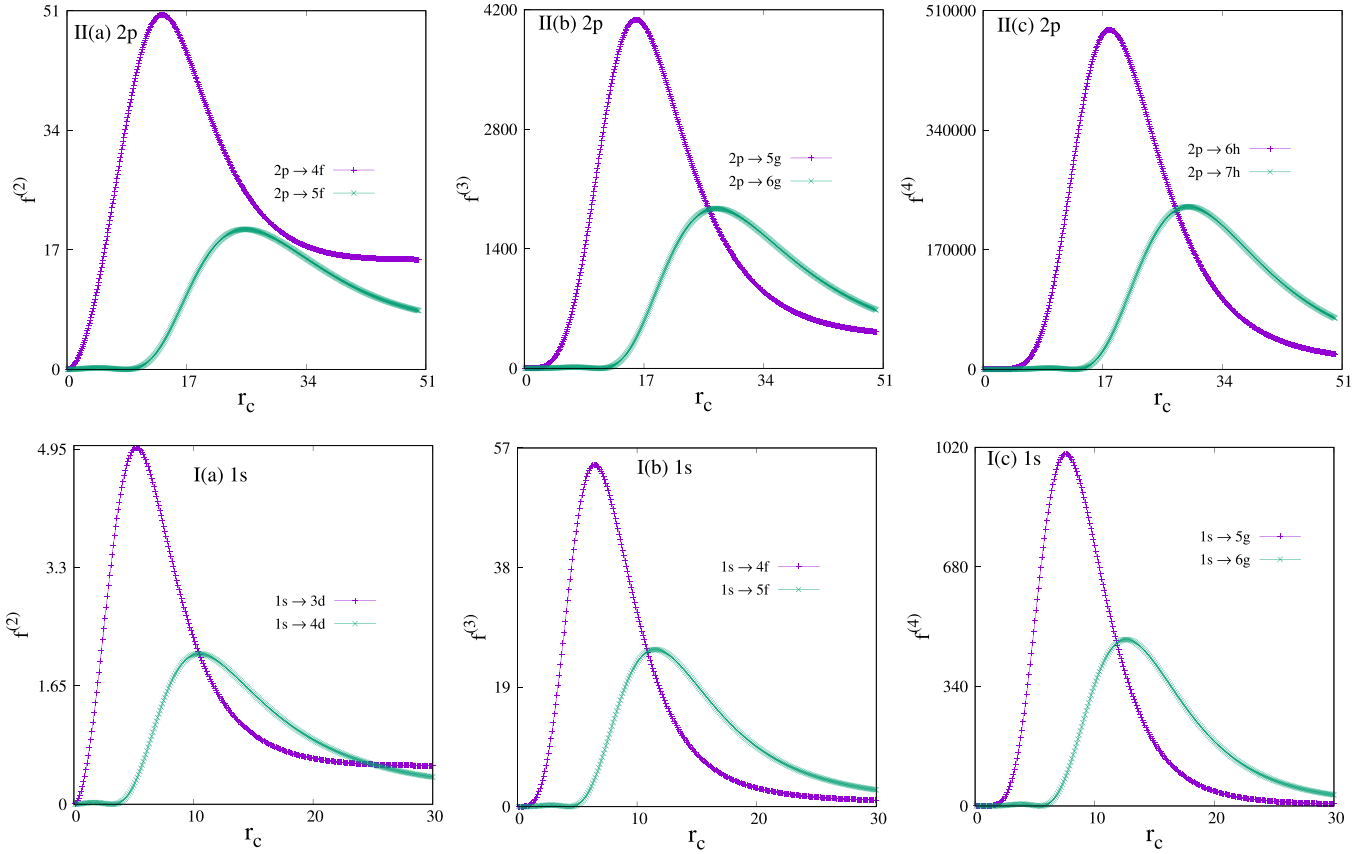 II(a) 2p
51
34
17
0
f(2)
2p → 4f
2p → 5f
0 17 34 51
r_c
II(b) 2p
4200
2800
1400
0
f(3)
2p → 5g
2p → 6g
0 17 34 51
r_c
II(c) 2p
510000
340000
170000
0
f(4)
2p → 6h
2p → 7h
0 17 34 51
r_c
I(a) 1s
4.95
3.3
1.65
0
f(2)
1s → 3d
1s → 4d
0 10 20 30
r_c
I(b) 1s
57
38
19
0
f(3)
1s → 4f
1s → 5f
0 10 20 30
r_c
I(c) 1s
1020
680
340
0
f(4)
1s → 5g
1s → 6g
0 10 20 30
r_c